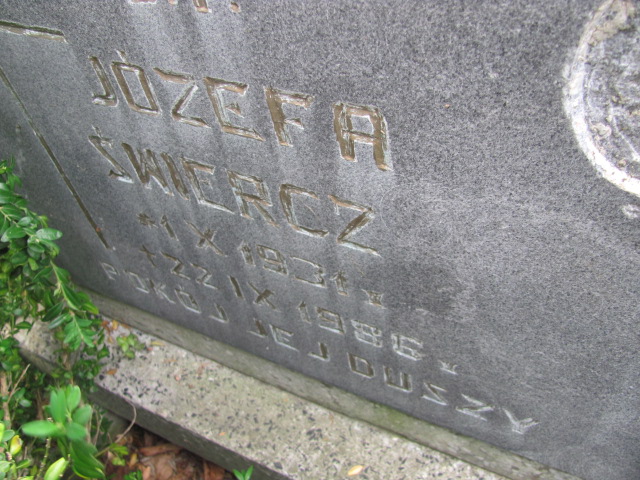 JÓZEFA
ŚWIERCZ
*1 X 1931
+22 IX 1986
POKÓJ JEJ DUSZY